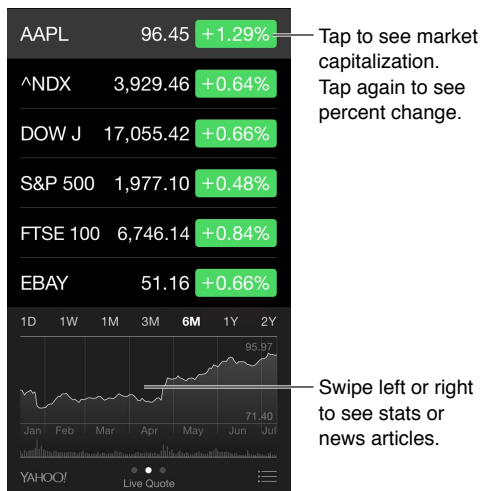 AAPL 96.45 +1.29%
^NDX 3,929.46 +0.64%
DOW J 17,055.42 +0.66%
S&P 500 1,977.10 +0.48%
FTSE 100 6,746.14 +0.84%
EBAY 51.16 +0.66%
1D 1W 1M 3M 6M 1Y 2Y
95.97
71.40
Jan Feb Mar Apr May Jun Jul
YAHOO!
Live Quote
Tap to see market
capitalization.
Tap again to see
percent change.
Swipe left or right
to see stats or
news articles.